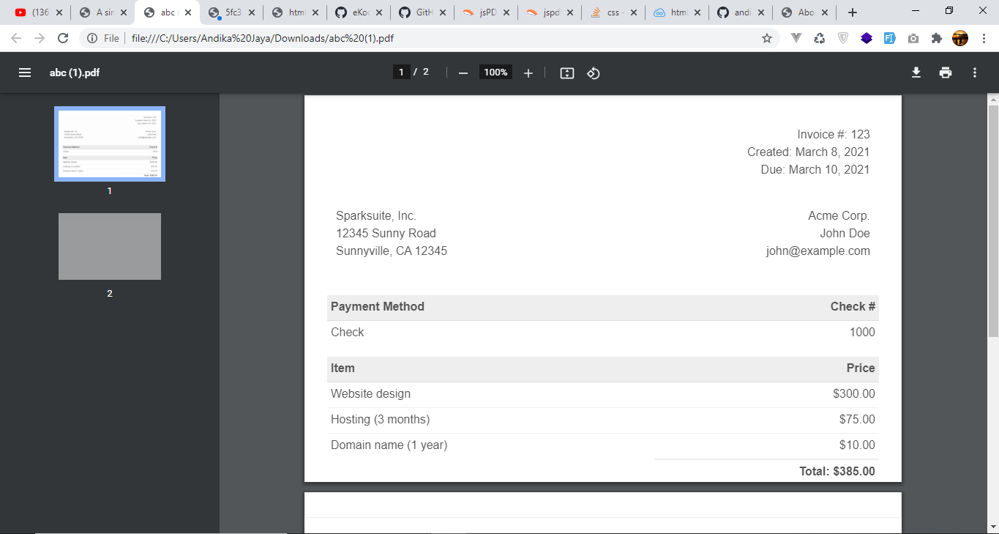 (136 A sir abc 5fc3 html eKoc GitH jsPD jspd css - html andi Abo
File file:///C:/Users/Andika%20Jaya/Downloads/abc%20(1).pdf
abc (1).pdf 1 / 2 100%
Invoice #: 123
Created: March 8, 2021
Due: March 10, 2021
Sparksuite, Inc. Acme Corp.
12345 Sunny Road John Doe
Sunnyville, CA 12345 john@example.com
Payment Method Check #
Check 1000
Item Price
Website design $300.00
Hosting (3 months) $75.00
Domain name (1 year) $10.00
Total: $385.00
1
2